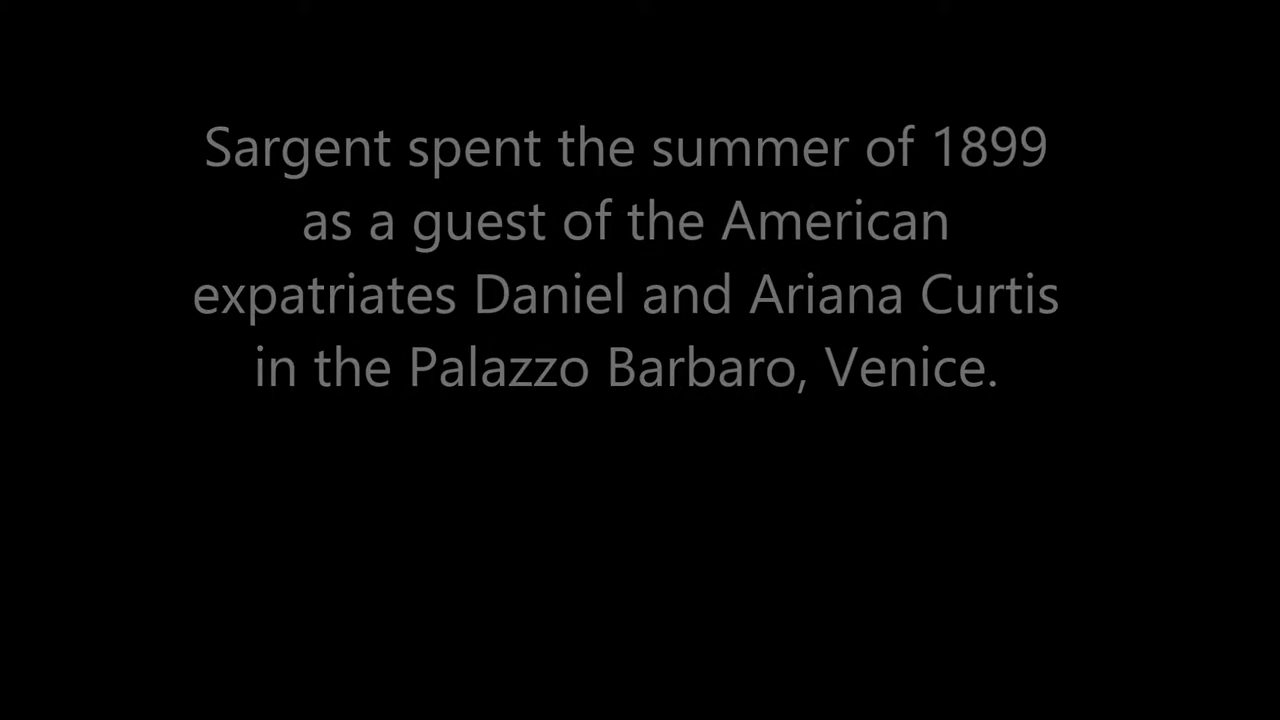 Sargent spent the summer of 1899
as a guest of the American
expatriates Daniel and Ariana Curtis
in the Palazzo Barbaro, Venice.